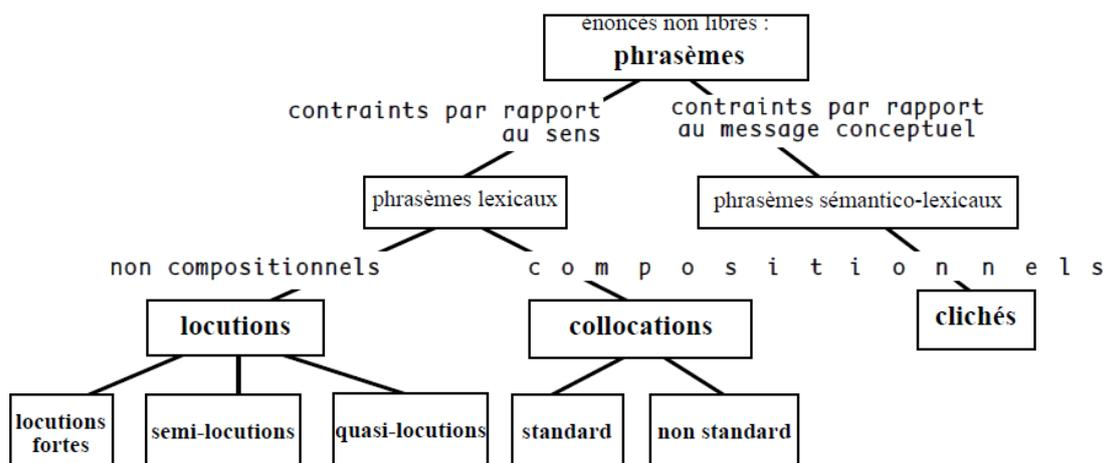 énoncés non libres :
phrasèmes
contraints par rapport
au sens
contraints par rapport
au message conceptuel
phrasèmes lexicaux
phrasèmes sémantico-lexicaux
non compositionnels
c o m p o s i t i o n n e l s
locutions
collocations
clichés
locutions
fortes
semi-locutions
quasi-locutions
standard
non standard